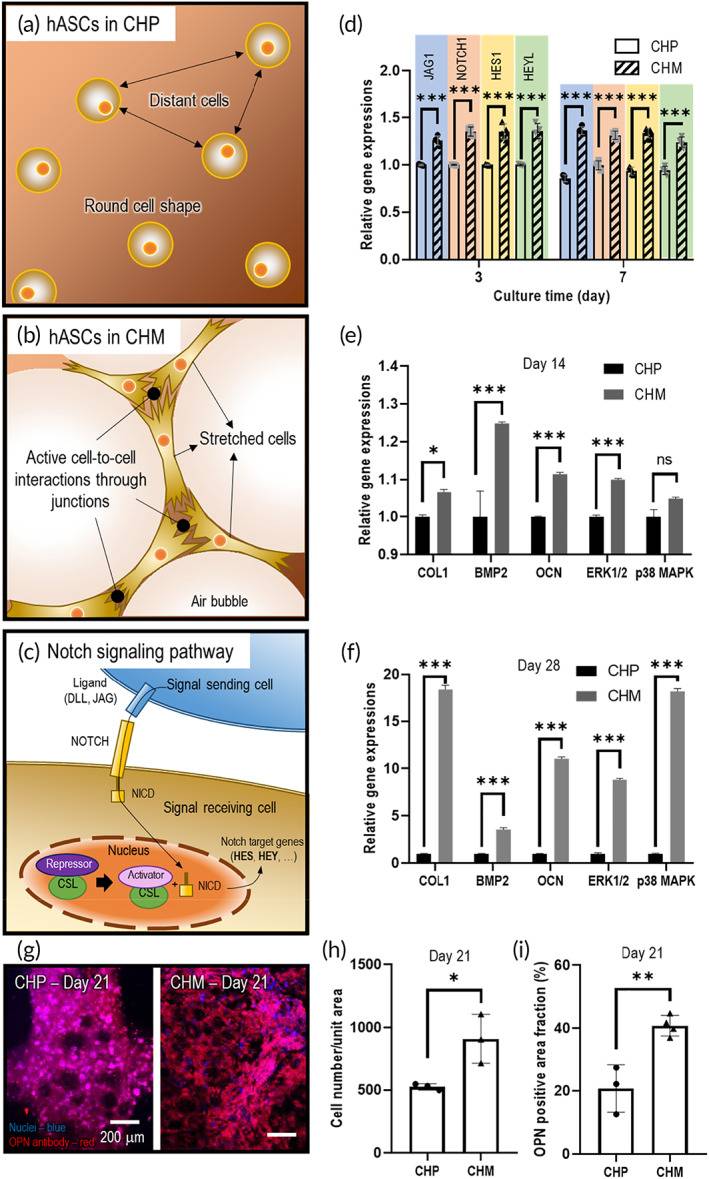 (a) hASCs in CHP
Distant cells
Round cell shape
(b) hASCs in CHM
Stretched cells
Active cell-to-cell
interactions through
junctions
Air bubble
(c) Notch signaling pathway
Ligand
(DLL, JAG)
Signal sending cell
NOTCH
NICD
Signal receiving cell
Notch target genes
(HES, HEY, ...)
Nucleus
Repressor
CSL
Activator
CSL
+
NICD
(d)
CHP
CHM
JAG1
NOTCH1
HES1
HEYL
*** *** *** *** *** *** *** ***
Relative gene expressions
2.0
1.5
1.0
0.5
0.0
3 7
Culture time (day)
(e)
Day 14
CHP
CHM
Relative gene expressions
1.4
1.3
1.2
1.1
1.0
0.9
* *** *** *** ns
COL1 BMP2 OCN ERK1/2 p38 MAPK
(f)
Day 28
CHP
CHM
Relative gene expressions
20
15
10
5
0
*** *** *** *** ***
COL1 BMP2 OCN ERK1/2 p38 MAPK
(g)
CHP – Day 21
Nuclei – blue
OPN antibody – red
200 μm
CHM – Day 21
(h)
Day 21
*
Cell number/unit area
1500
1000
500
0
CHP CHM
(i)
Day 21
**
OPN positive area fraction (%)
60
40
20
0
CHP CHM